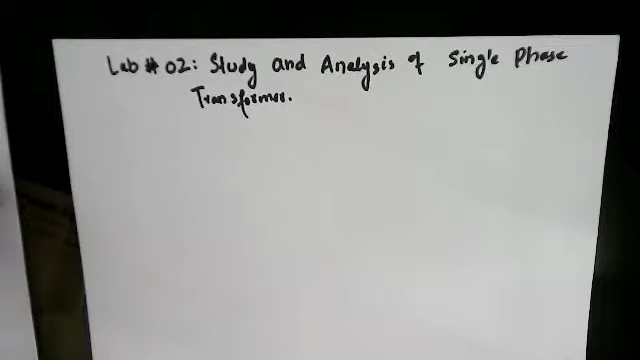 Lab # 02: Study and Analysis of Single Phase
Transformer.